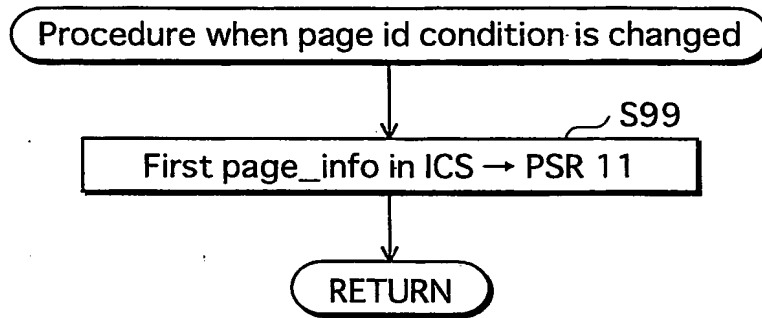 Procedure when page id condition is changed
S99
First page_info in ICS → PSR 11
RETURN